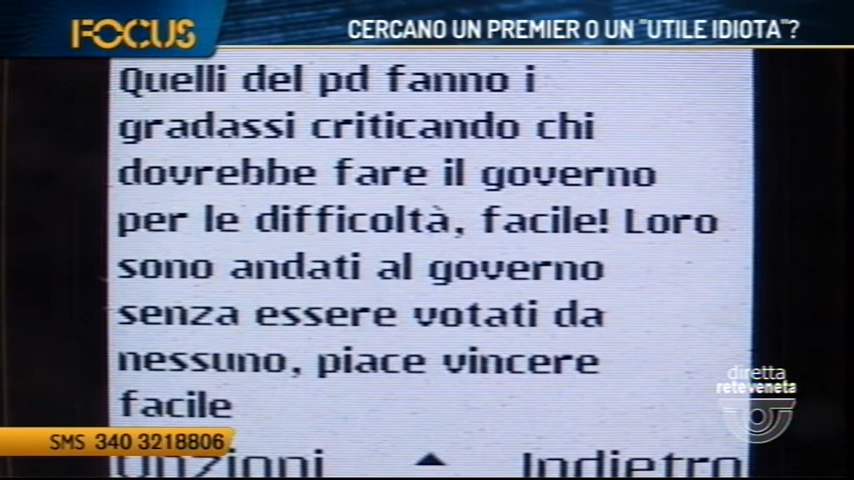 FOCUS
CERCANO UN PREMIER O UN "UTILE IDIOTA"?
Quelli del pd fanno i
gradassi criticando chi
dovrebbe fare il governo
per le difficoltà, facile! Loro
sono andati al governo
senza essere votati da
nessuno, piace vincere
facile
diretta
reteveneta
SMS 340 3218806
Opzioni
Indietro